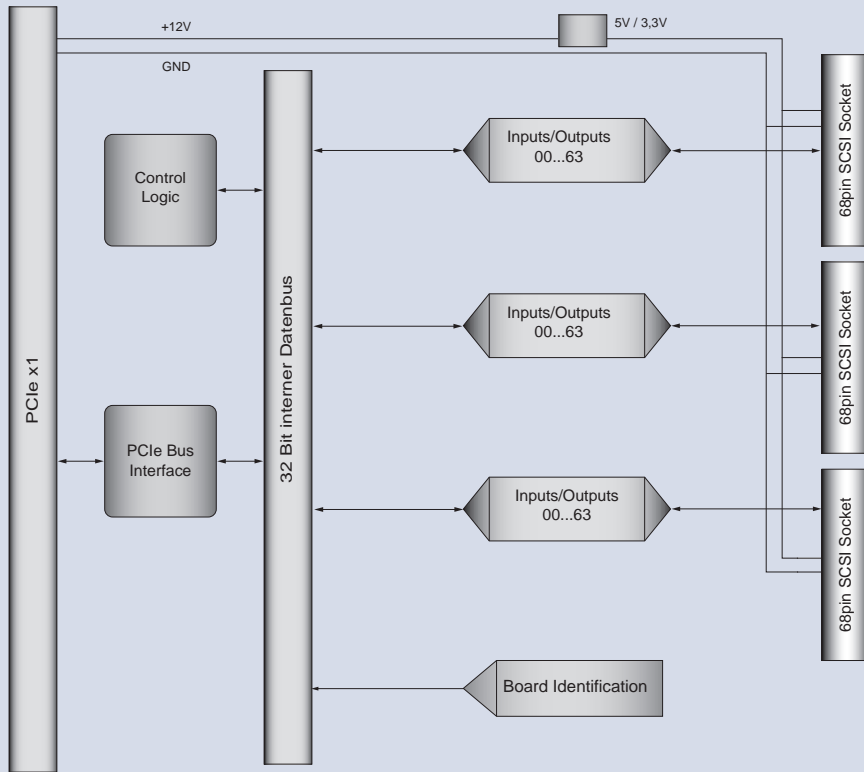 +12V
5V / 3,3V
GND
PCIe x1
Control
Logic
PCIe Bus
Interface
32 Bit interner Datenbus
Inputs/Outputs
00...63
68pin SCSI Socket
Inputs/Outputs
00...63
68pin SCSI Socket
Inputs/Outputs
00...63
68pin SCSI Socket
Board Identification